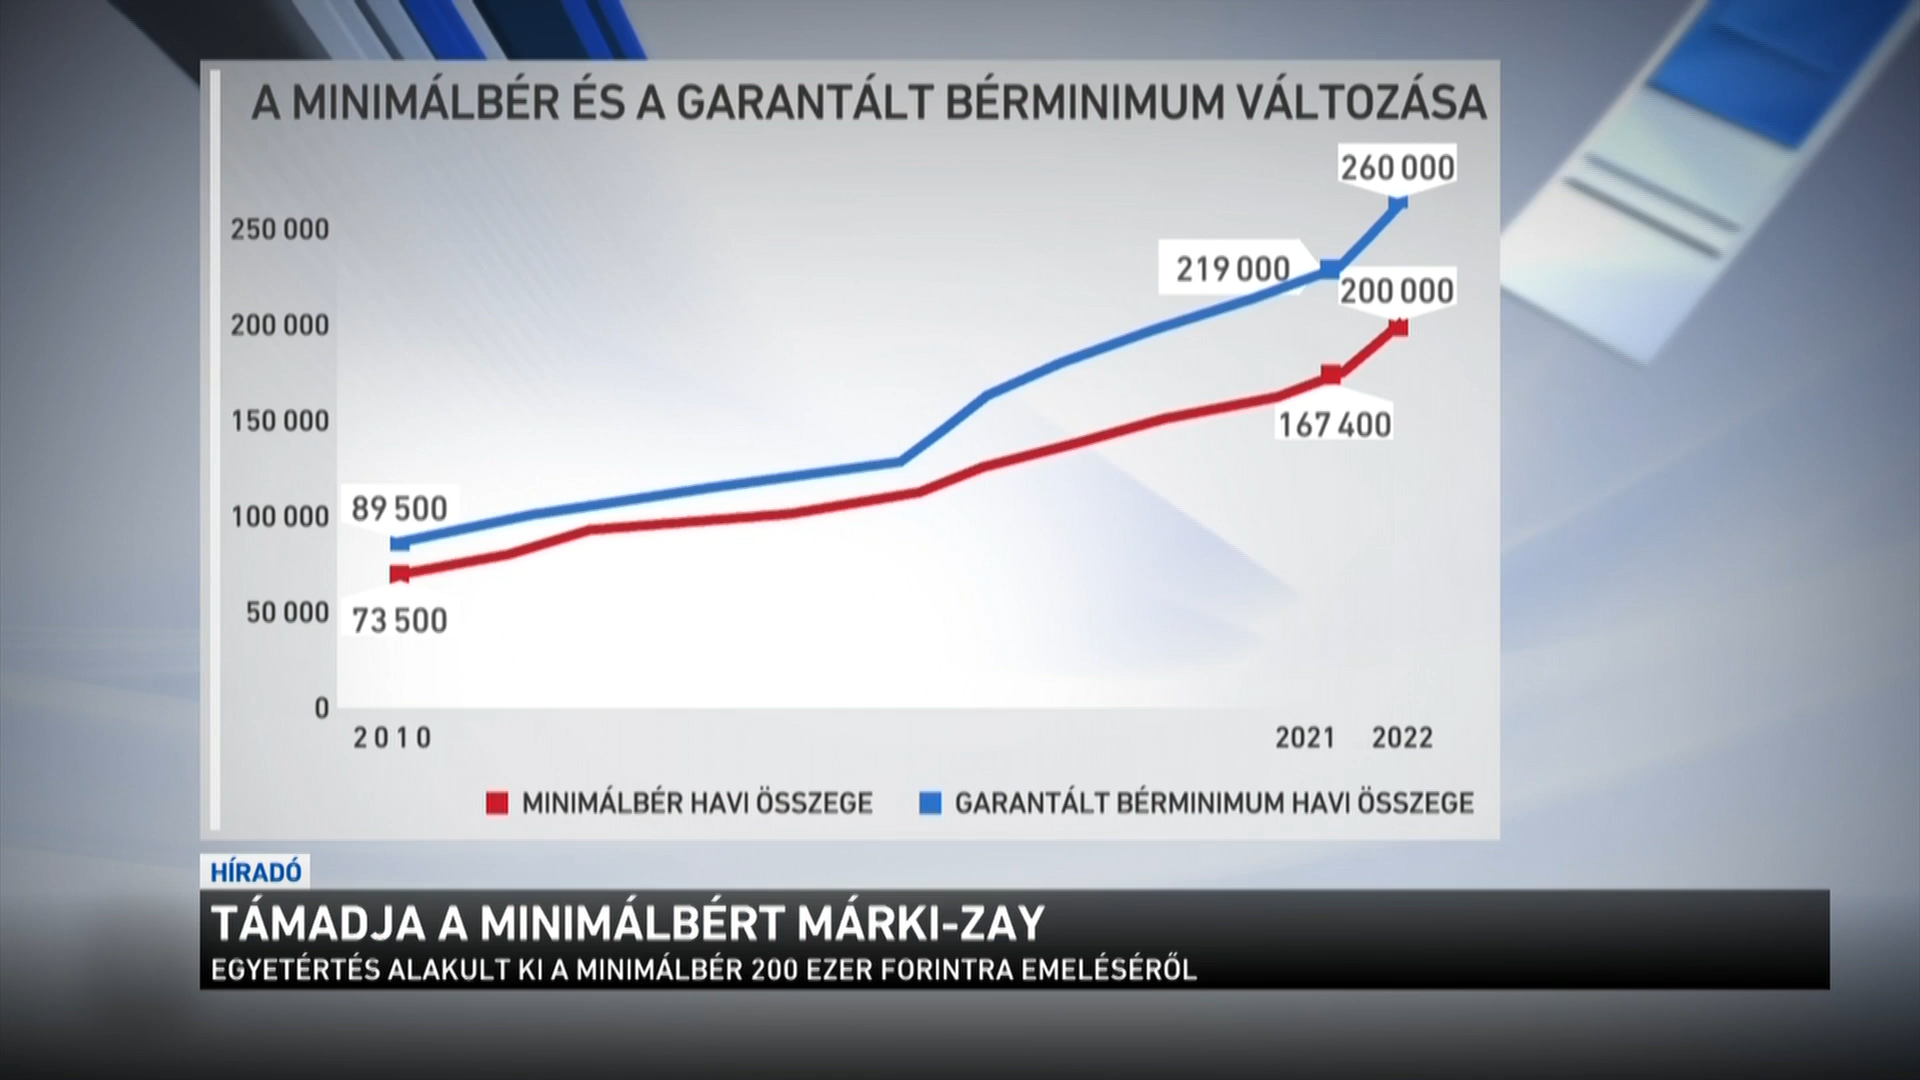 A MINIMÁLBÉR ÉS A GARANTÁLT BÉRMINIMUM VÁLTOZÁSA
260 000
250 000
219 000
200 000
200 000
150 000
167 400
100 000
89 500
50 000
73 500
0
2010
2021
2022
MINIMÁLBÉR HAVI ÖSSZEGE
GARANTÁLT BÉRMINIMUM HAVI ÖSSZEGE
HÍRADÓ
TÁMADJA A MINIMÁLBÉRT MÁRKI-ZAY
EGYETÉRTÉS ALAKULT KI A MINIMÁLBÉR 200 EZER FORINTRA EMELÉSÉRŐL